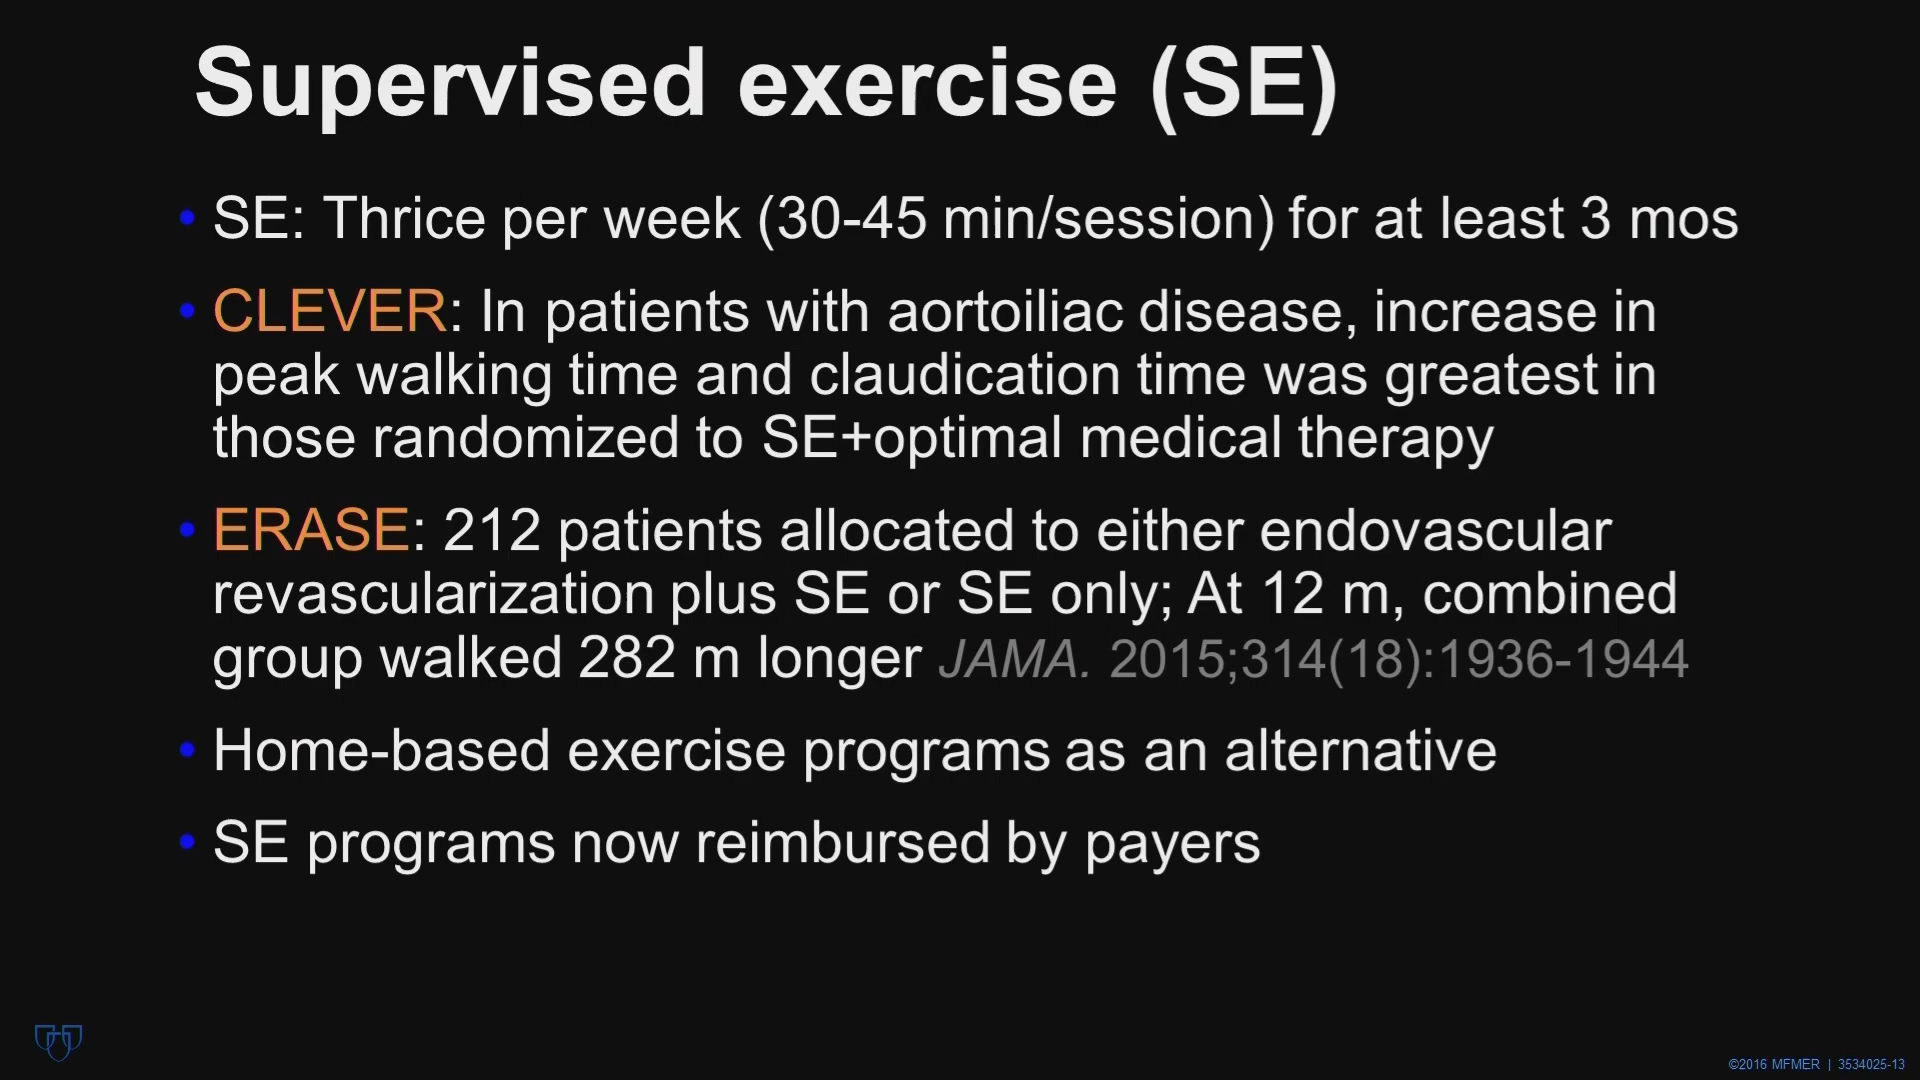 Supervised exercise (SE)
• SE: Thrice per week (30-45 min/session) for at least 3 mos
• CLEVER: In patients with aortoiliac disease, increase in
peak walking time and claudication time was greatest in
those randomized to SE+optimal medical therapy
• ERASE: 212 patients allocated to either endovascular
revascularization plus SE or SE only; At 12 m, combined
group walked 282 m longer JAMA. 2015;314(18):1936-1944
• Home-based exercise programs as an alternative
• SE programs now reimbursed by payers
©2016 MFMER | 3534025-13